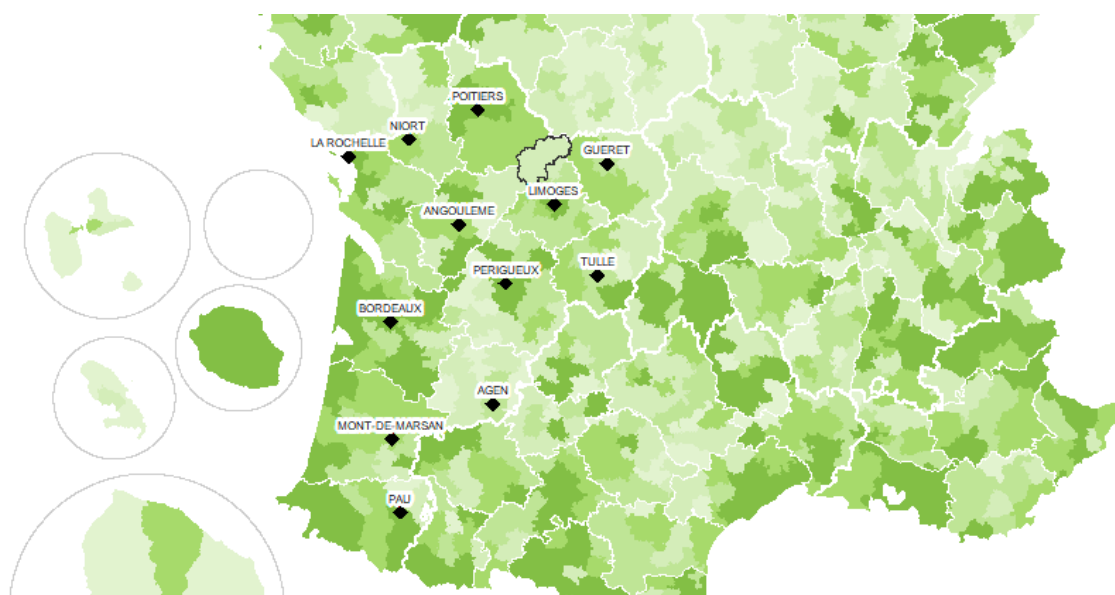 POITIERS
NIORT
LA ROCHELLE
GUERET
LIMOGES
ANGOULEME
TULLE
PERIGUEUX
BORDEAUX
AGEN
MONT-DE-MARSAN
PAU